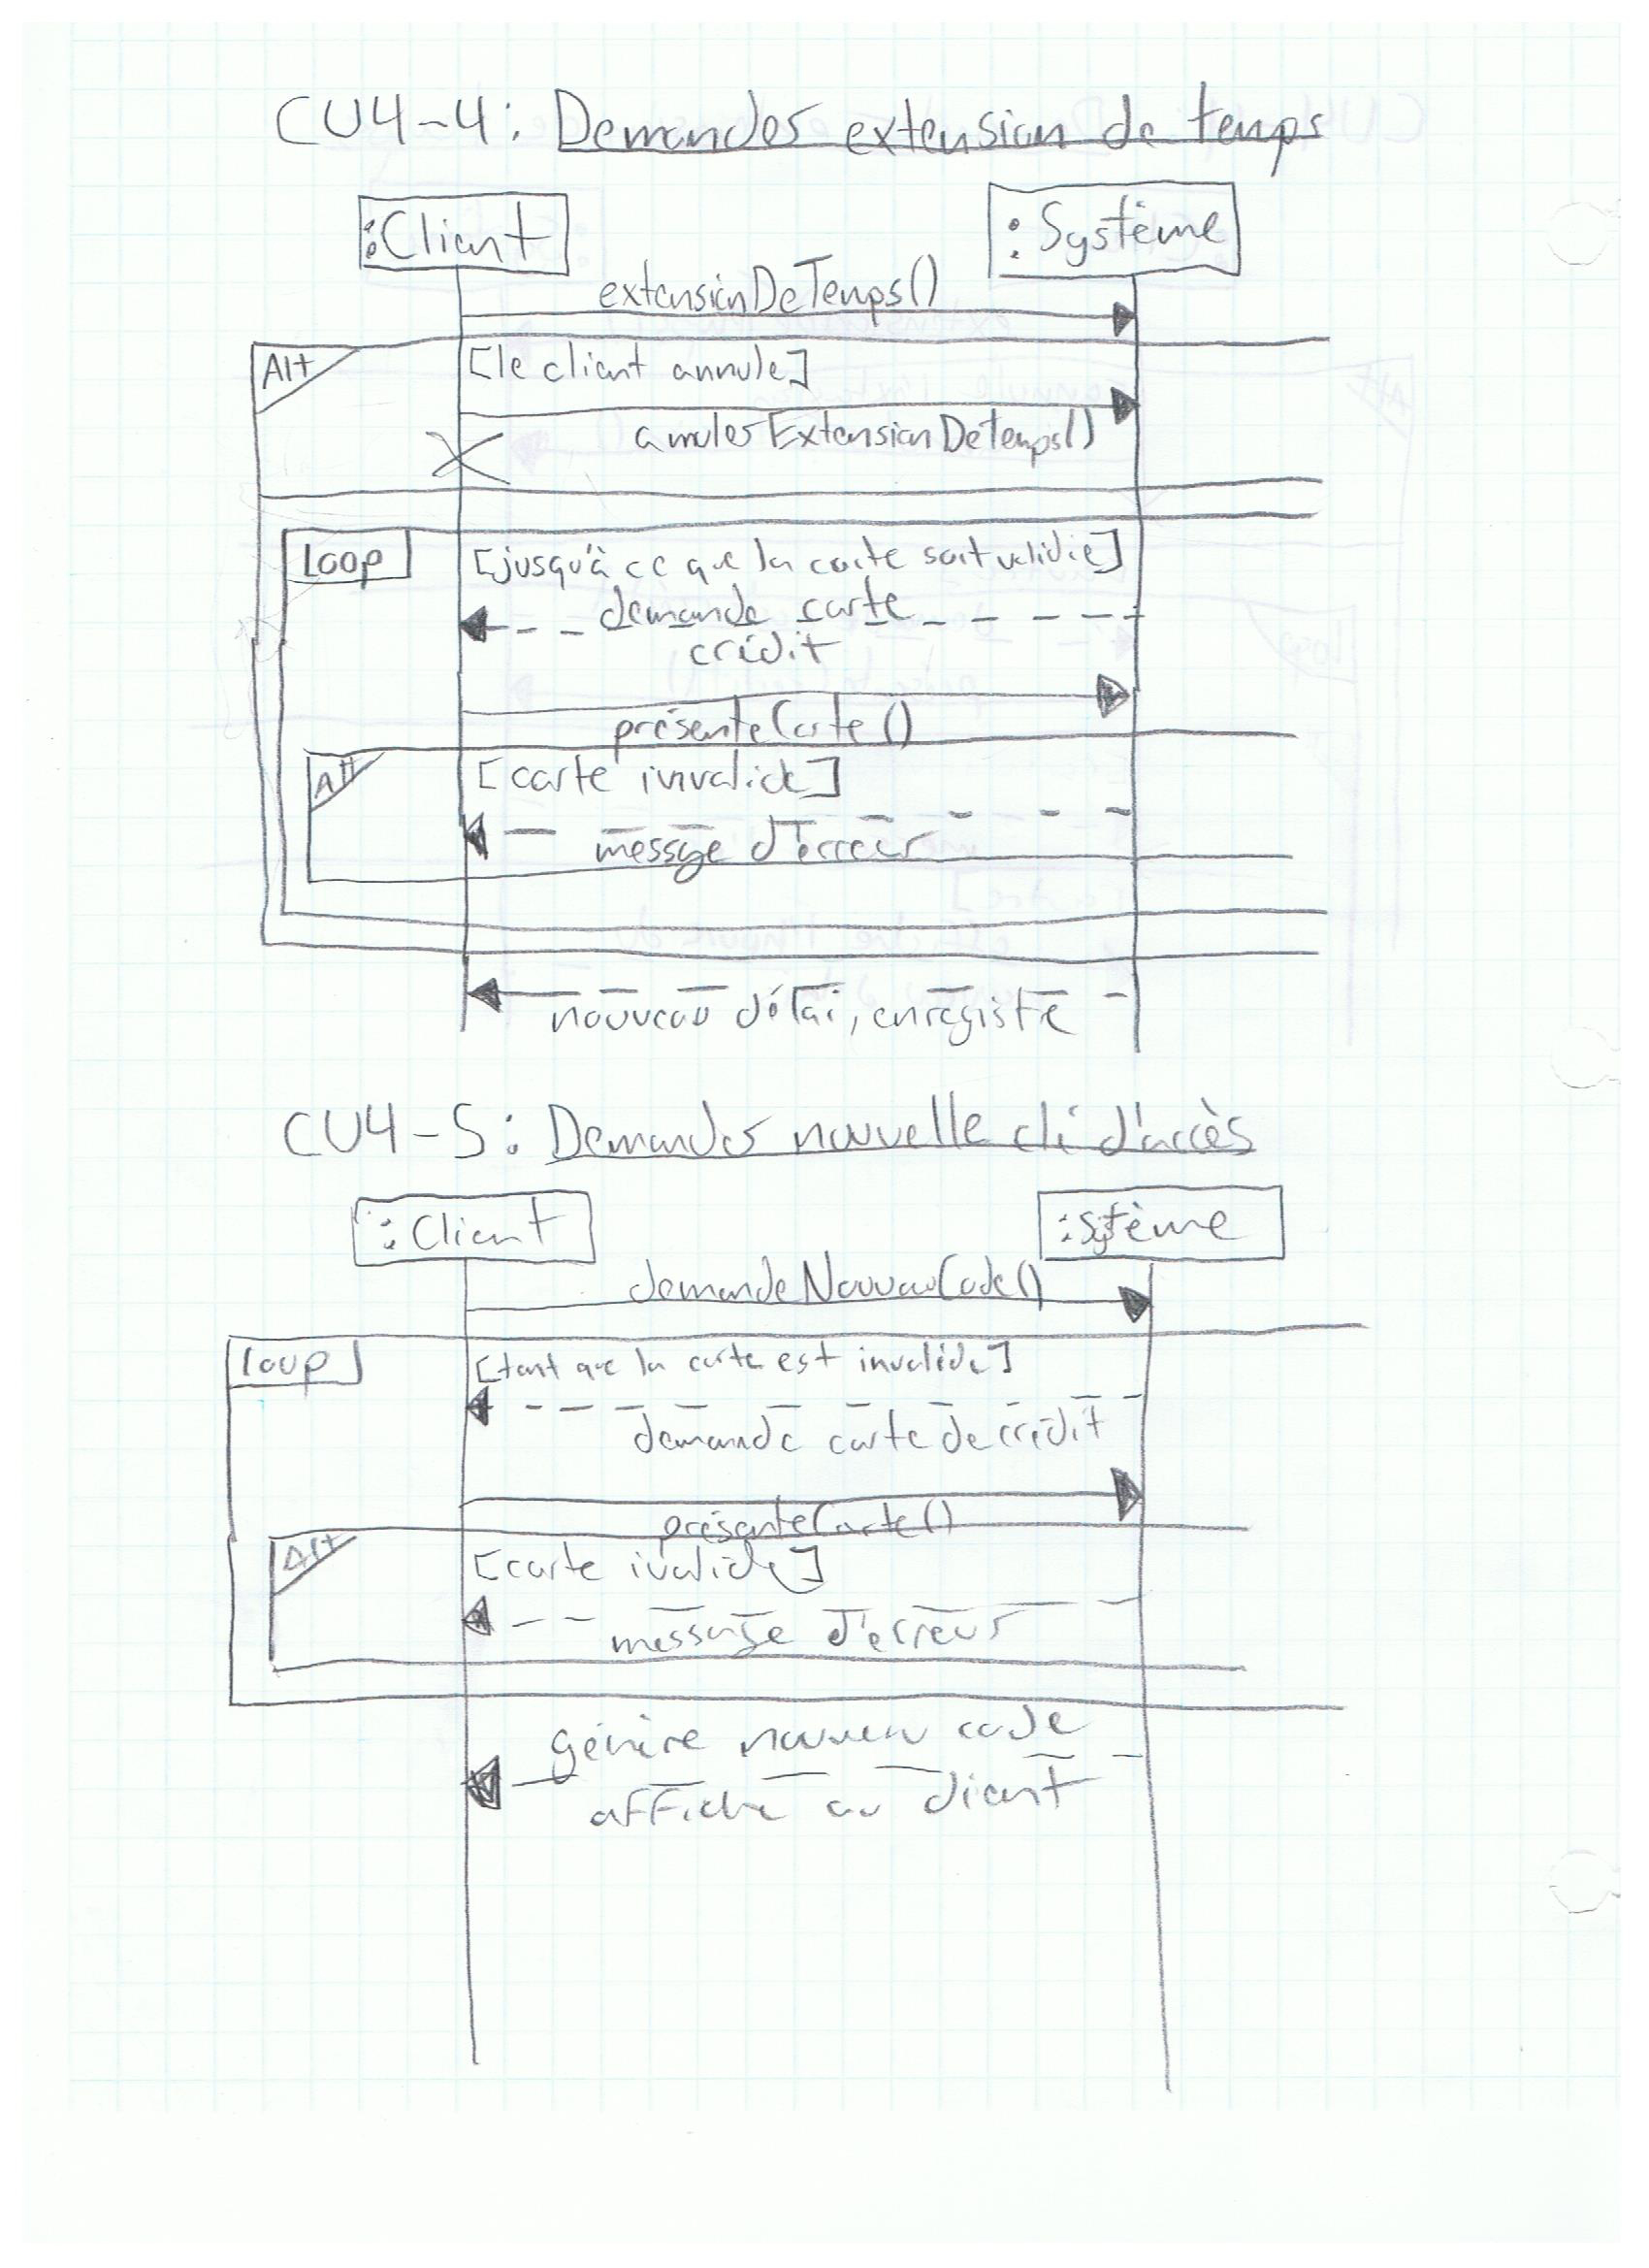 CU4-4: Demander extension de temps
:Client
:Système
extensionDeTemps()
Alt
[le client annule]
annulerExtensionDeTemps()
Loop
[jusqu'à ce que la carte soit validie]
demande carte
crédit
présenteCarte()
Alt
[carte invalide]
message d'erreur
nouveau délai, enregistré
CU4-5: Demander nouvelle clé d'accès
:Client
:Système
demandeNouveauCode()
Loop
[tant que la carte est invalide]
demande carte de crédit
présenteCarte()
Alt
[carte ivalide]
message d'erreur
génère nouveau code
affiche au client